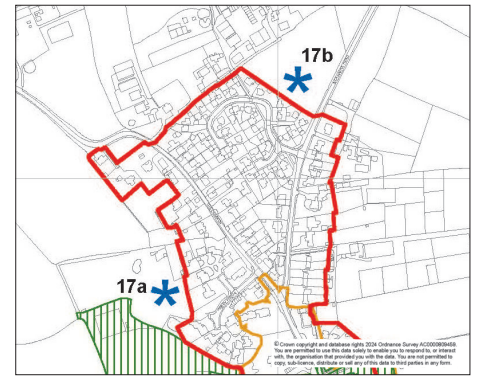 17b
17a
© Crown copyright and database rights 2024 Ordnance Survey AC0000809459.
You are permitted to use this data solely to enable you to respond to, or interact
with, the organisation that provided you with the data. You are not permitted to
copy, sub-licence, distribute or sell any of this data to third parties in any form.